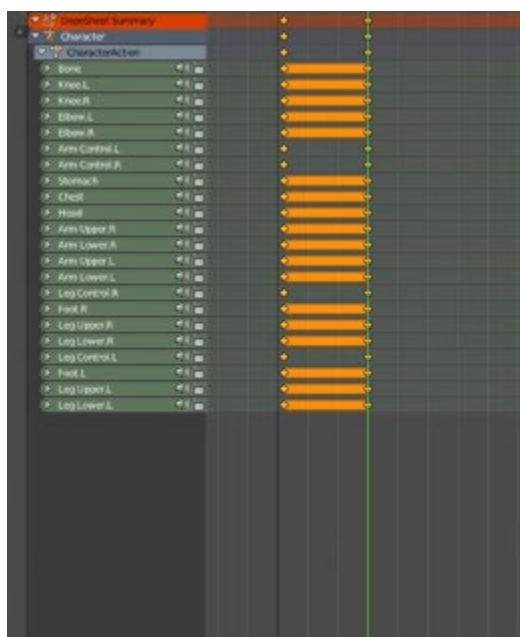 DopeSheet Summary
Character
CharacterAction
Bone
Knee.L
Knee.R
Elbow.L
Elbow.R
Arm Control.L
Arm Control.R
Stomach
Chest
Head
Arm Upper.R
Arm Lower.R
Arm Upper.L
Arm Lower.L
Leg Control.R
Foot.R
Leg Upper.R
Leg Lower.R
Leg Control.L
Foot.L
Leg Upper.L
Leg Lower.L